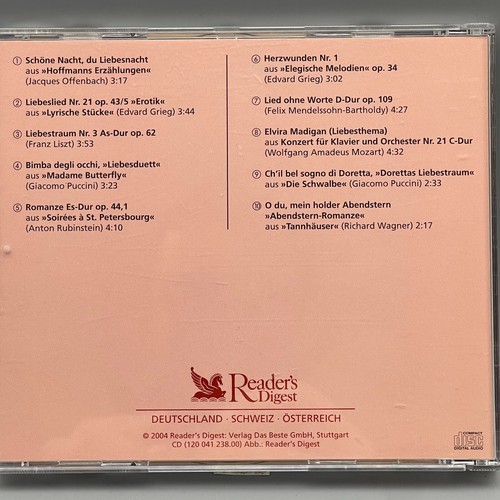 ① Schöne Nacht, du Liebesnacht
aus »Hoffmanns Erzählungen«
(Jacques Offenbach) 3:17
② Liebeslied Nr. 21 op. 43/5 »Erotik«
aus »Lyrische Stücke« (Edvard Grieg) 3:44
③ Liebestraum Nr. 3 As-Dur op. 62
(Franz Liszt) 3:53
④ Bimba degli occhi, »Liebesduett«
aus »Madame Butterfly«
(Giacomo Puccini) 3:23
⑤ Romanze Es-Dur op. 44,1
aus »Soirées à St. Petersbourg«
(Anton Rubinstein) 4:10
⑥ Herzwunden Nr. 1
aus »Elegische Melodien« op. 34
(Edvard Grieg) 3:02
⑦ Lied ohne Worte D-Dur op. 109
(Felix Mendelssohn-Bartholdy) 4:27
⑧ Elvira Madigan (Liebesthema)
aus Konzert für Klavier und Orchester Nr. 21 C-Dur
(Wolfgang Amadeus Mozart) 4:32
⑨ Ch'il bel sogno di Doretta, »Dorettas Liebestraum«
aus »Die Schwalbe« (Giacomo Puccini) 2:33
⑩ O du, mein holder Abendstern
»Abendstern-Romanze«
aus »Tannhäuser« (Richard Wagner) 2:17
Reader's
Digest
DEUTSCHLAND · SCHWEIZ · ÖSTERREICH
© 2004 Reader's Digest: Verlag Das Beste GmbH, Stuttgart
CD (120 041 238.00) Abb.: Reader's Digest
COMPACT
disc
DIGITAL AUDIO